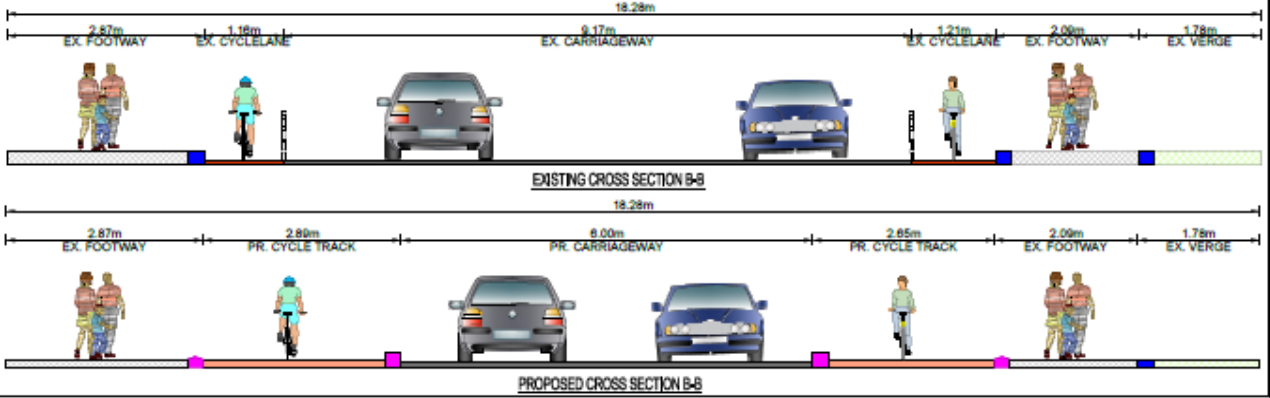 18.28m
2.87m 1.16m 9.17m 1.21m 2.09m 1.78m
EX. FOOTWAY EX. CYCLELANE EX. CARRIAGEWAY EX. CYCLELANE EX. FOOTWAY EX. VERGE
EXISTING CROSS SECTION B-B
18.28m
2.87m 2.89m 6.00m 2.65m 2.09m 1.78m
EX. FOOTWAY PR. CYCLE TRACK PR. CARRIAGEWAY PR. CYCLE TRACK EX. FOOTWAY EX. VERGE
PROPOSED CROSS SECTION B-B